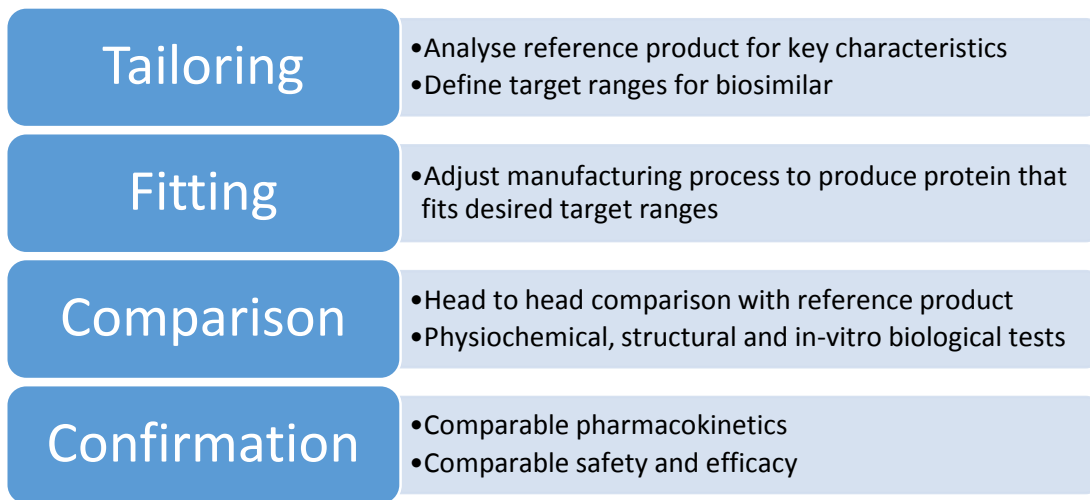 Tailoring
•Analyse reference product for key characteristics
•Define target ranges for biosimilar
Fitting
•Adjust manufacturing process to produce protein that
fits desired target ranges
Comparison
•Head to head comparison with reference product
•Physiochemical, structural and in-vitro biological tests
Confirmation
•Comparable pharmacokinetics
•Comparable safety and efficacy